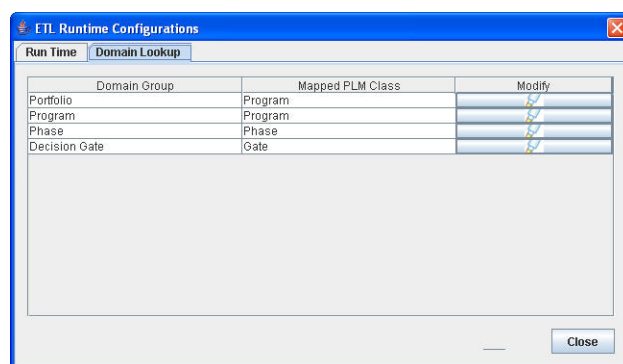 ETL Runtime Configurations
Run Time Domain Lookup
Domain Group Mapped PLM Class Modify
Portfolio Program
Program Program
Phase Phase
Decision Gate Gate
Close